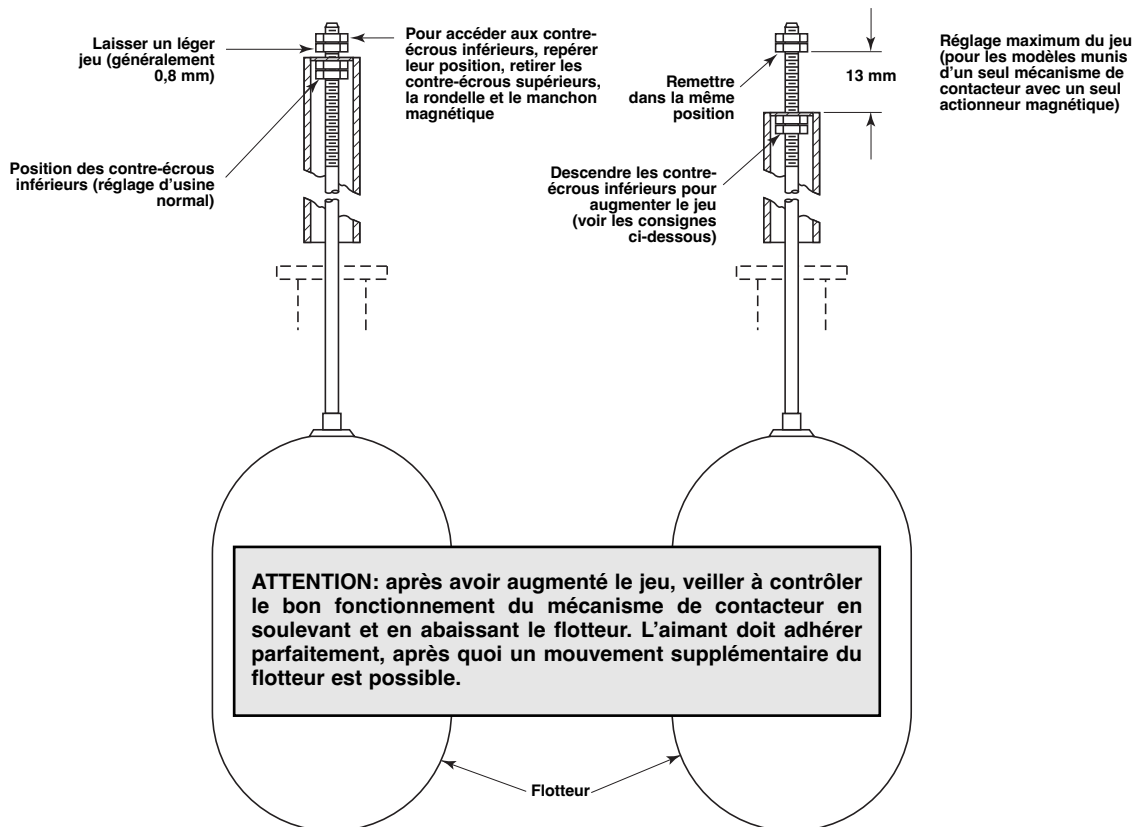 Laisser un léger
jeu (généralement
0,8 mm)
Pour accéder aux contre-
écrous inférieurs, repérer
leur position, retirer les
contre-écrous supérieurs,
la rondelle et le manchon
magnétique
Position des contre-écrous
inférieurs (réglage d'usine
normal)
Remettre
dans la même
position
13 mm
Réglage maximum du jeu
(pour les modèles munis
d'un seul mécanisme de
contacteur avec un seul
actionneur magnétique)
Descendre les contre-
écrous inférieurs pour
augmenter le jeu
(voir les consignes
ci-dessous)
ATTENTION: après avoir augmenté le jeu, veiller à contrôler
le bon fonctionnement du mécanisme de contacteur en
soulevant et en abaissant le flotteur. L'aimant doit adhérer
parfaitement, après quoi un mouvement supplémentaire du
flotteur est possible.
Flotteur